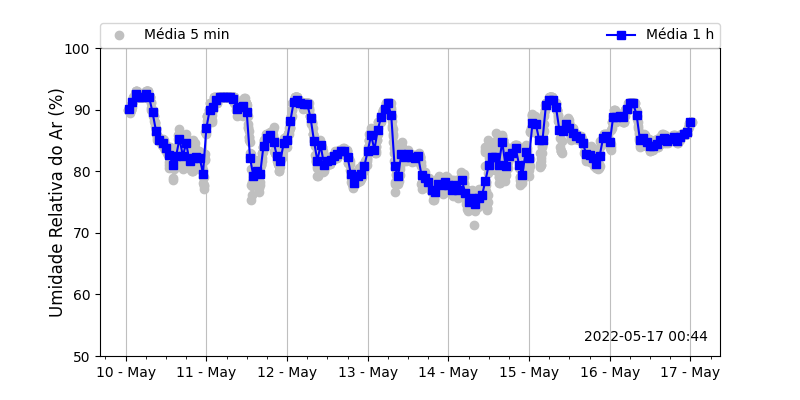 Média 5 min
Média 1 h
Umidade Relativa do Ar (%)
100
90
80
70
60
50
2022-05-17 00:44
10 - May
11 - May
12 - May
13 - May
14 - May
15 - May
16 - May
17 - May